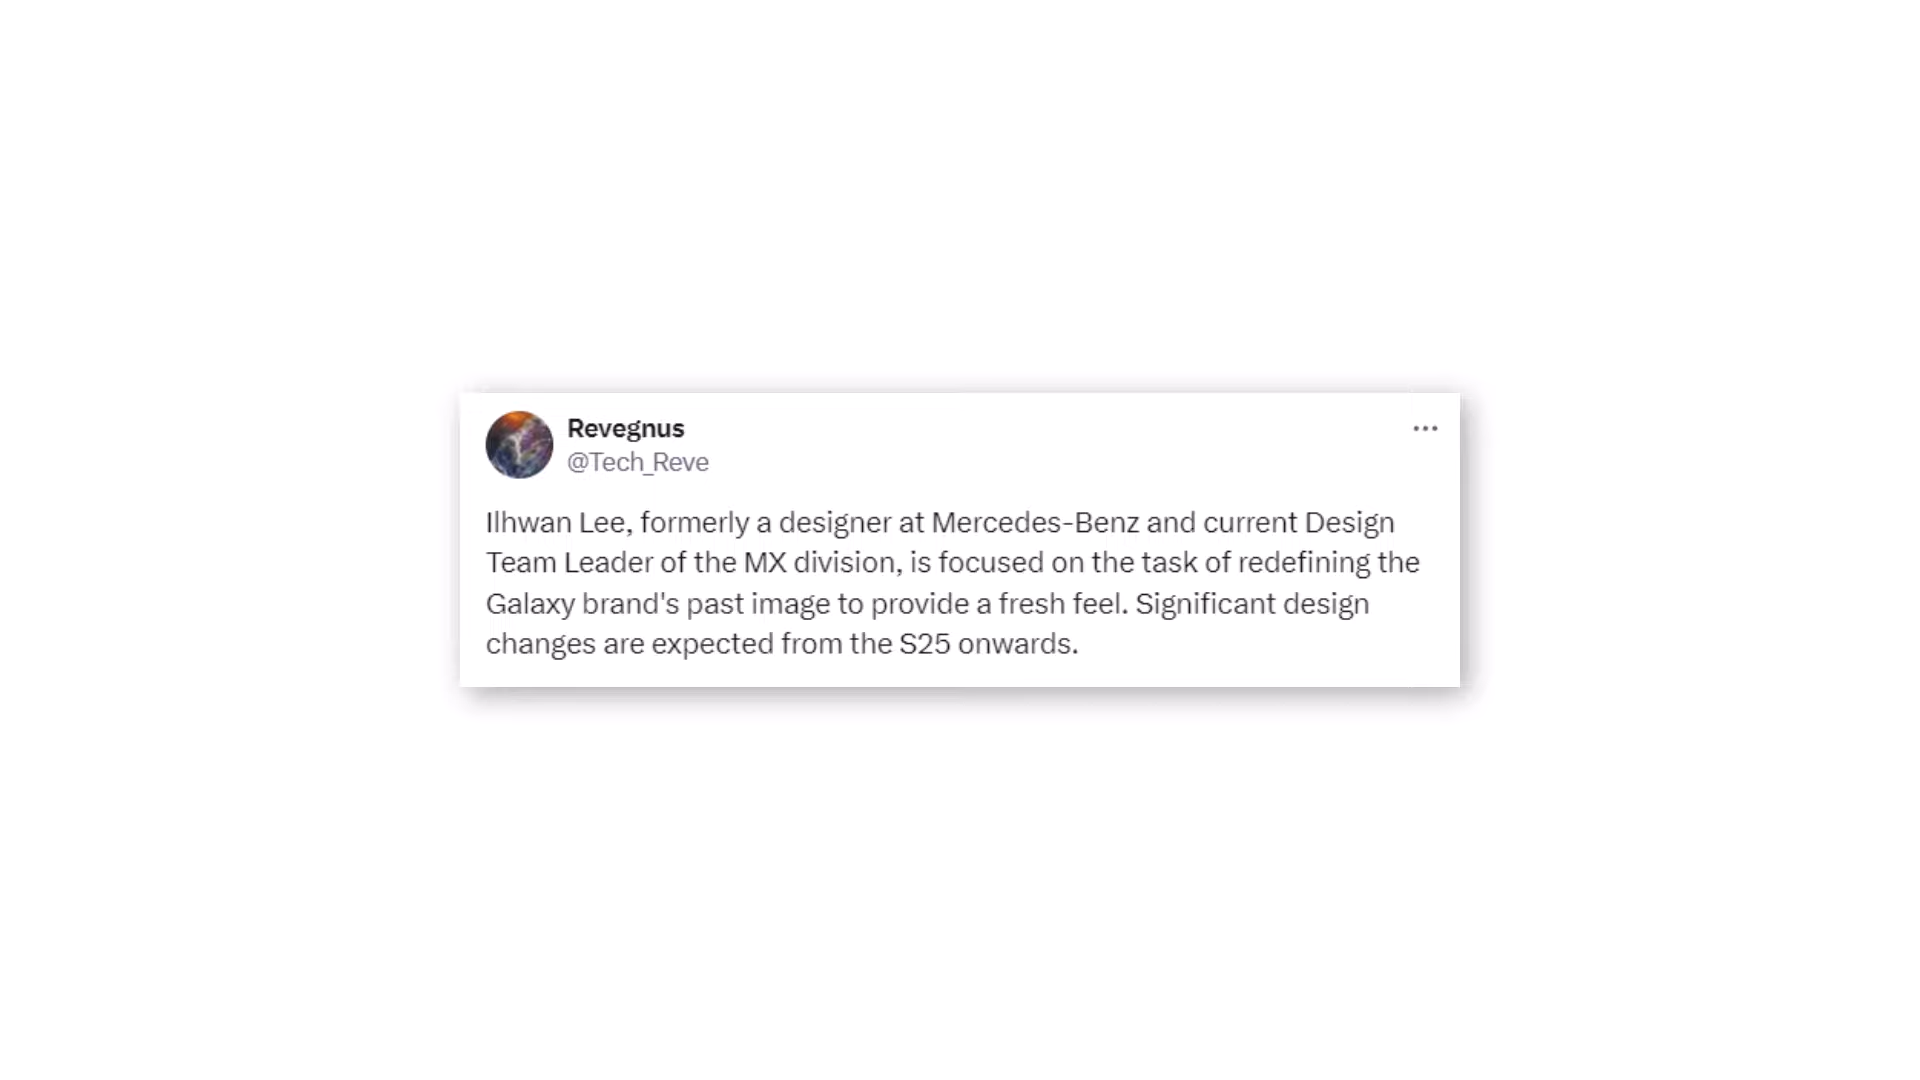 Revegnus
@Tech_Reve
Ilhwan Lee, formerly a designer at Mercedes-Benz and current Design
Team Leader of the MX division, is focused on the task of redefining the
Galaxy brand's past image to provide a fresh feel. Significant design
changes are expected from the S25 onwards.